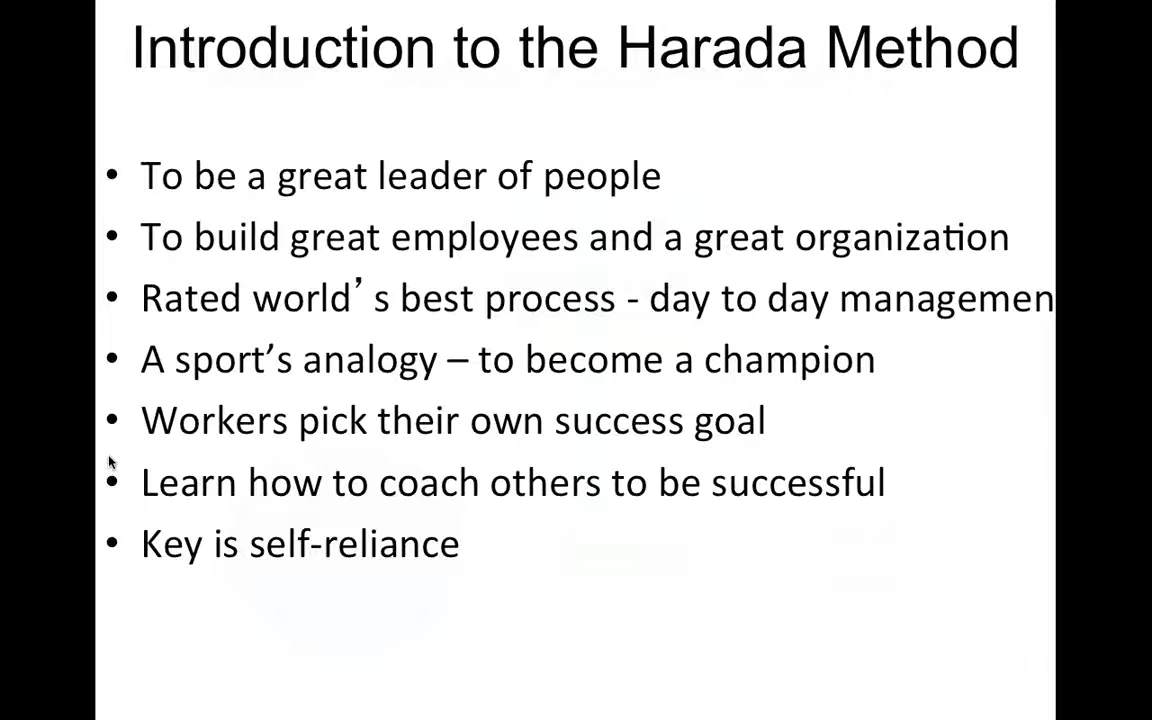 Introduction to the Harada Method
• To be a great leader of people
• To build great employees and a great organization
• Rated world’s best process - day to day managemen
• A sport’s analogy – to become a champion
• Workers pick their own success goal
• Learn how to coach others to be successful
• Key is self-reliance